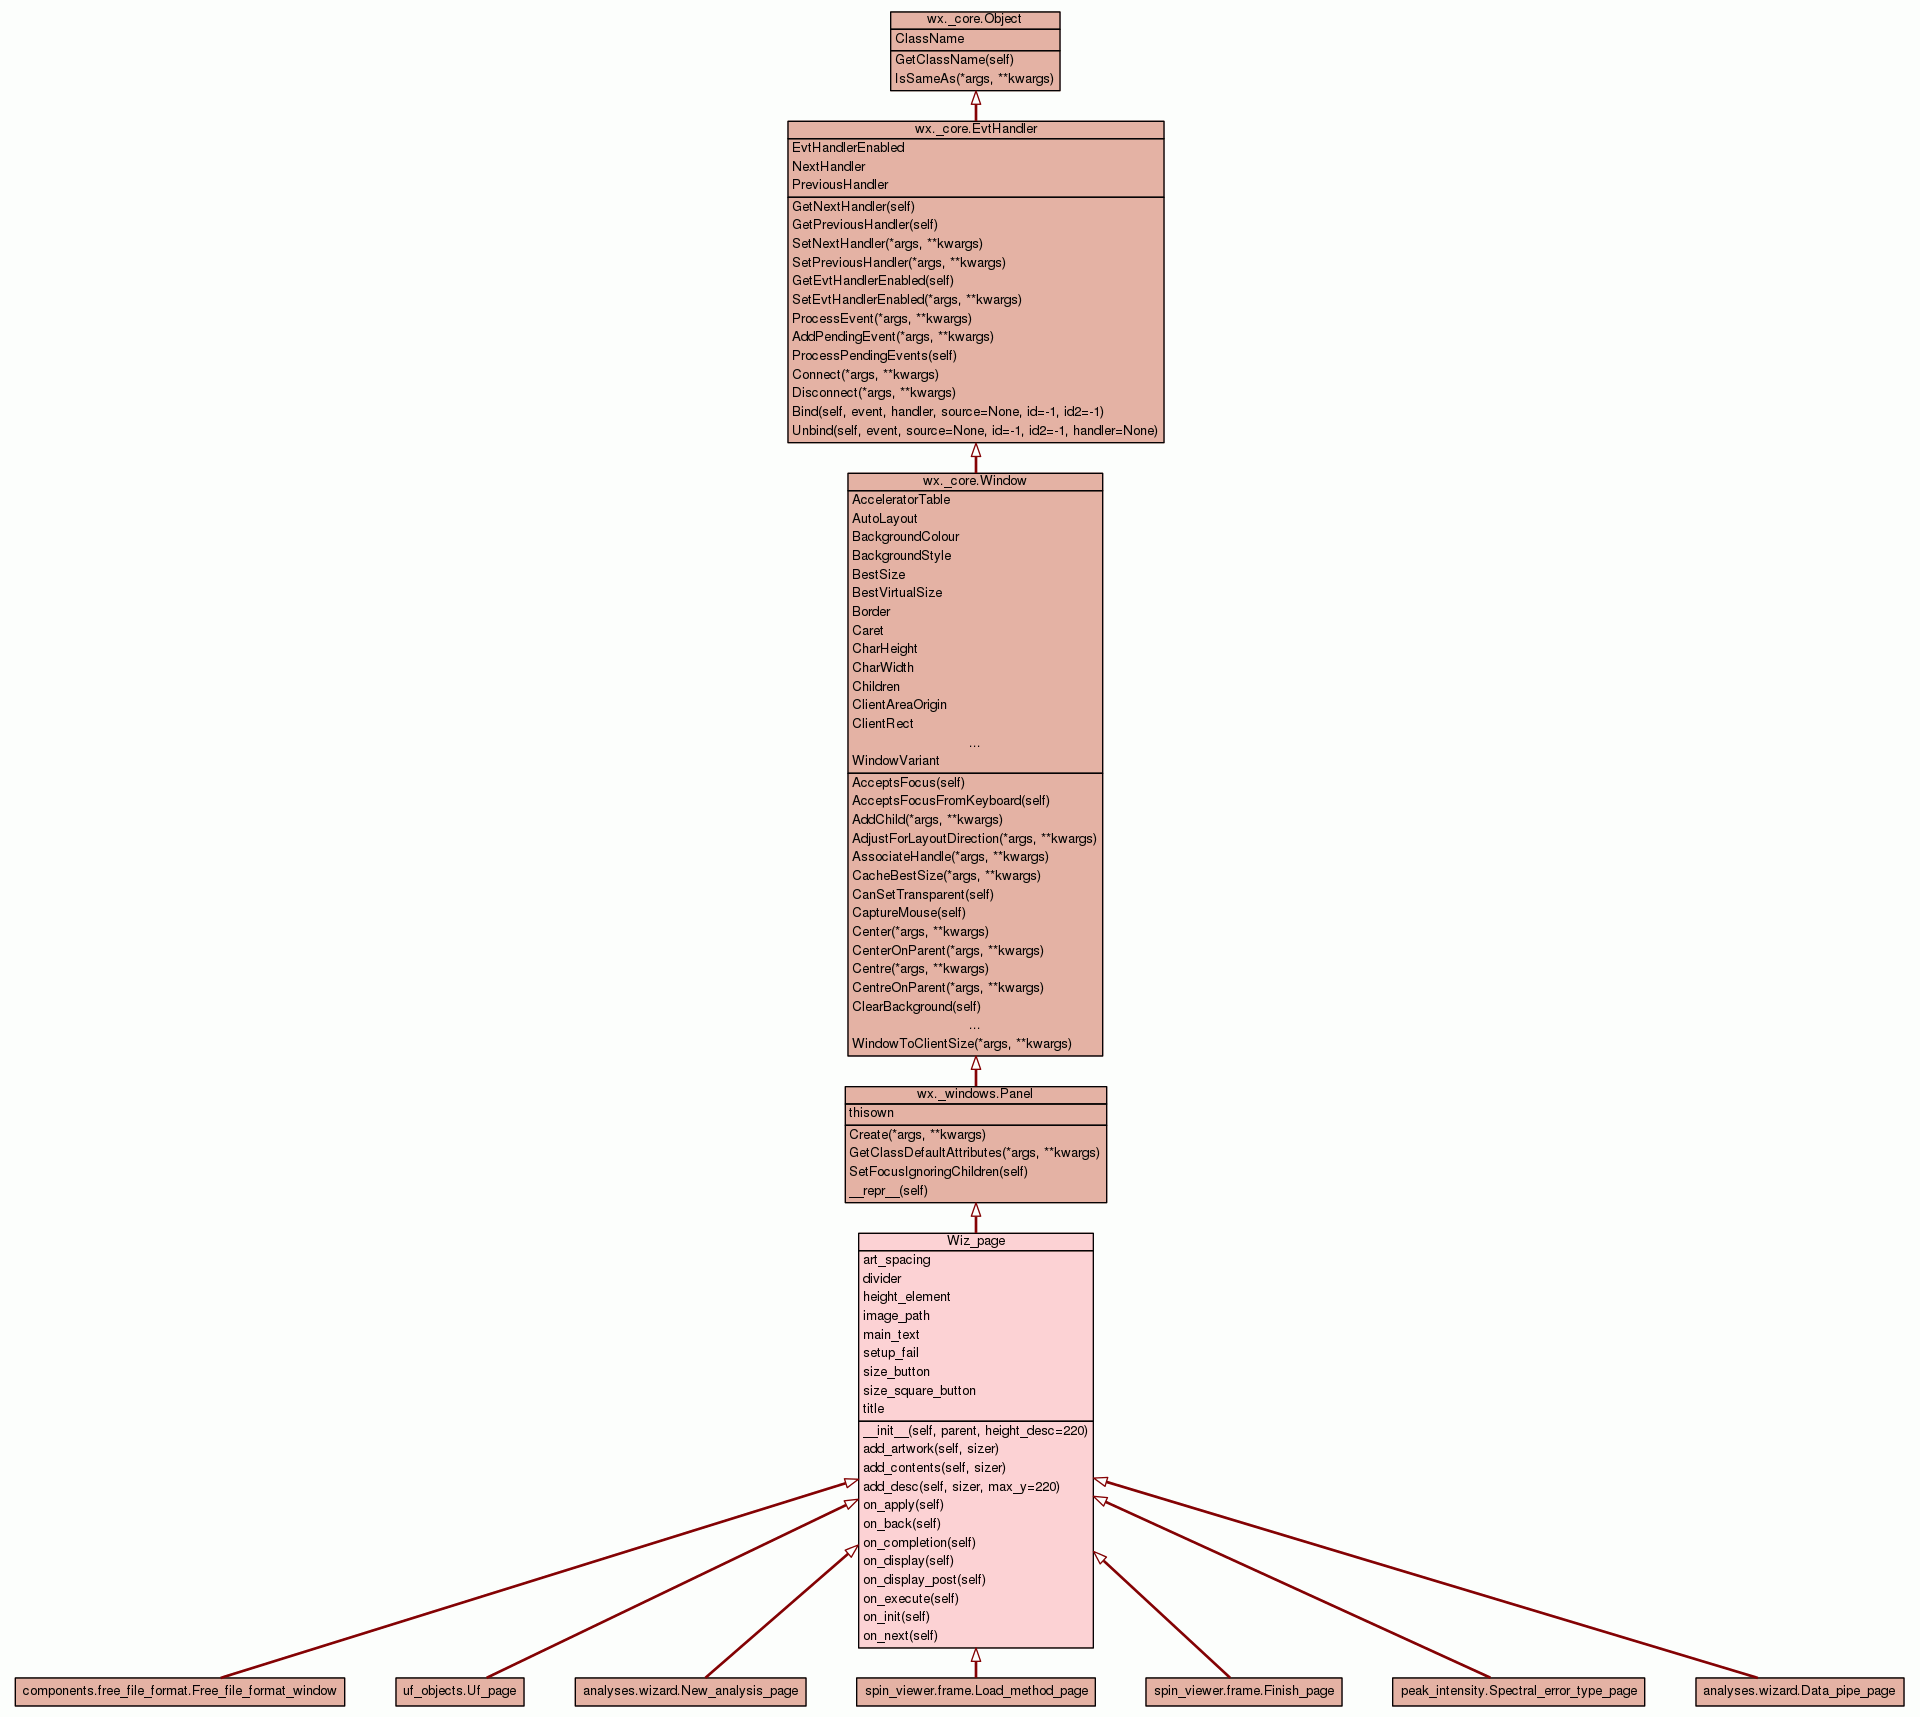 wx._core.Object
ClassName
GetClassName(self)
IsSameAs(*args, **kwargs)
wx._core.EvtHandler
EvtHandlerEnabled
NextHandler
PreviousHandler
GetNextHandler(self)
GetPreviousHandler(self)
SetNextHandler(*args, **kwargs)
SetPreviousHandler(*args, **kwargs)
GetEvtHandlerEnabled(self)
SetEvtHandlerEnabled(*args, **kwargs)
ProcessEvent(*args, **kwargs)
AddPendingEvent(*args, **kwargs)
ProcessPendingEvents(self)
Connect(*args, **kwargs)
Disconnect(*args, **kwargs)
Bind(self, event, handler, source=None, id=-1, id2=-1)
Unbind(self, event, source=None, id=-1, id2=-1, handler=None)
wx._core.Window
AcceleratorTable
AutoLayout
BackgroundColour
BackgroundStyle
BestSize
BestVirtualSize
Border
Caret
CharHeight
CharWidth
Children
ClientAreaOrigin
ClientRect
...
WindowVariant
AcceptsFocus(self)
AcceptsFocusFromKeyboard(self)
AddChild(*args, **kwargs)
AdjustForLayoutDirection(*args, **kwargs)
AssociateHandle(*args, **kwargs)
CacheBestSize(*args, **kwargs)
CanSetTransparent(self)
CaptureMouse(self)
Center(*args, **kwargs)
CenterOnParent(*args, **kwargs)
Centre(*args, **kwargs)
CentreOnParent(*args, **kwargs)
ClearBackground(self)
...
WindowToClientSize(*args, **kwargs)
wx._windows.Panel
thisown
Create(*args, **kwargs)
GetClassDefaultAttributes(*args, **kwargs)
SetFocusIgnoringChildren(self)
__repr__(self)
Wiz_page
art_spacing
divider
height_element
image_path
main_text
setup_fail
size_button
size_square_button
title
__init__(self, parent, height_desc=220)
add_artwork(self, sizer)
add_contents(self, sizer)
add_desc(self, sizer, max_y=220)
on_apply(self)
on_back(self)
on_completion(self)
on_display(self)
on_display_post(self)
on_execute(self)
on_init(self)
on_next(self)
components.free_file_format.Free_file_format_window
uf_objects.Uf_page
analyses.wizard.New_analysis_page
spin_viewer.frame.Load_method_page
spin_viewer.frame.Finish_page
peak_intensity.Spectral_error_type_page
analyses.wizard.Data_pipe_page